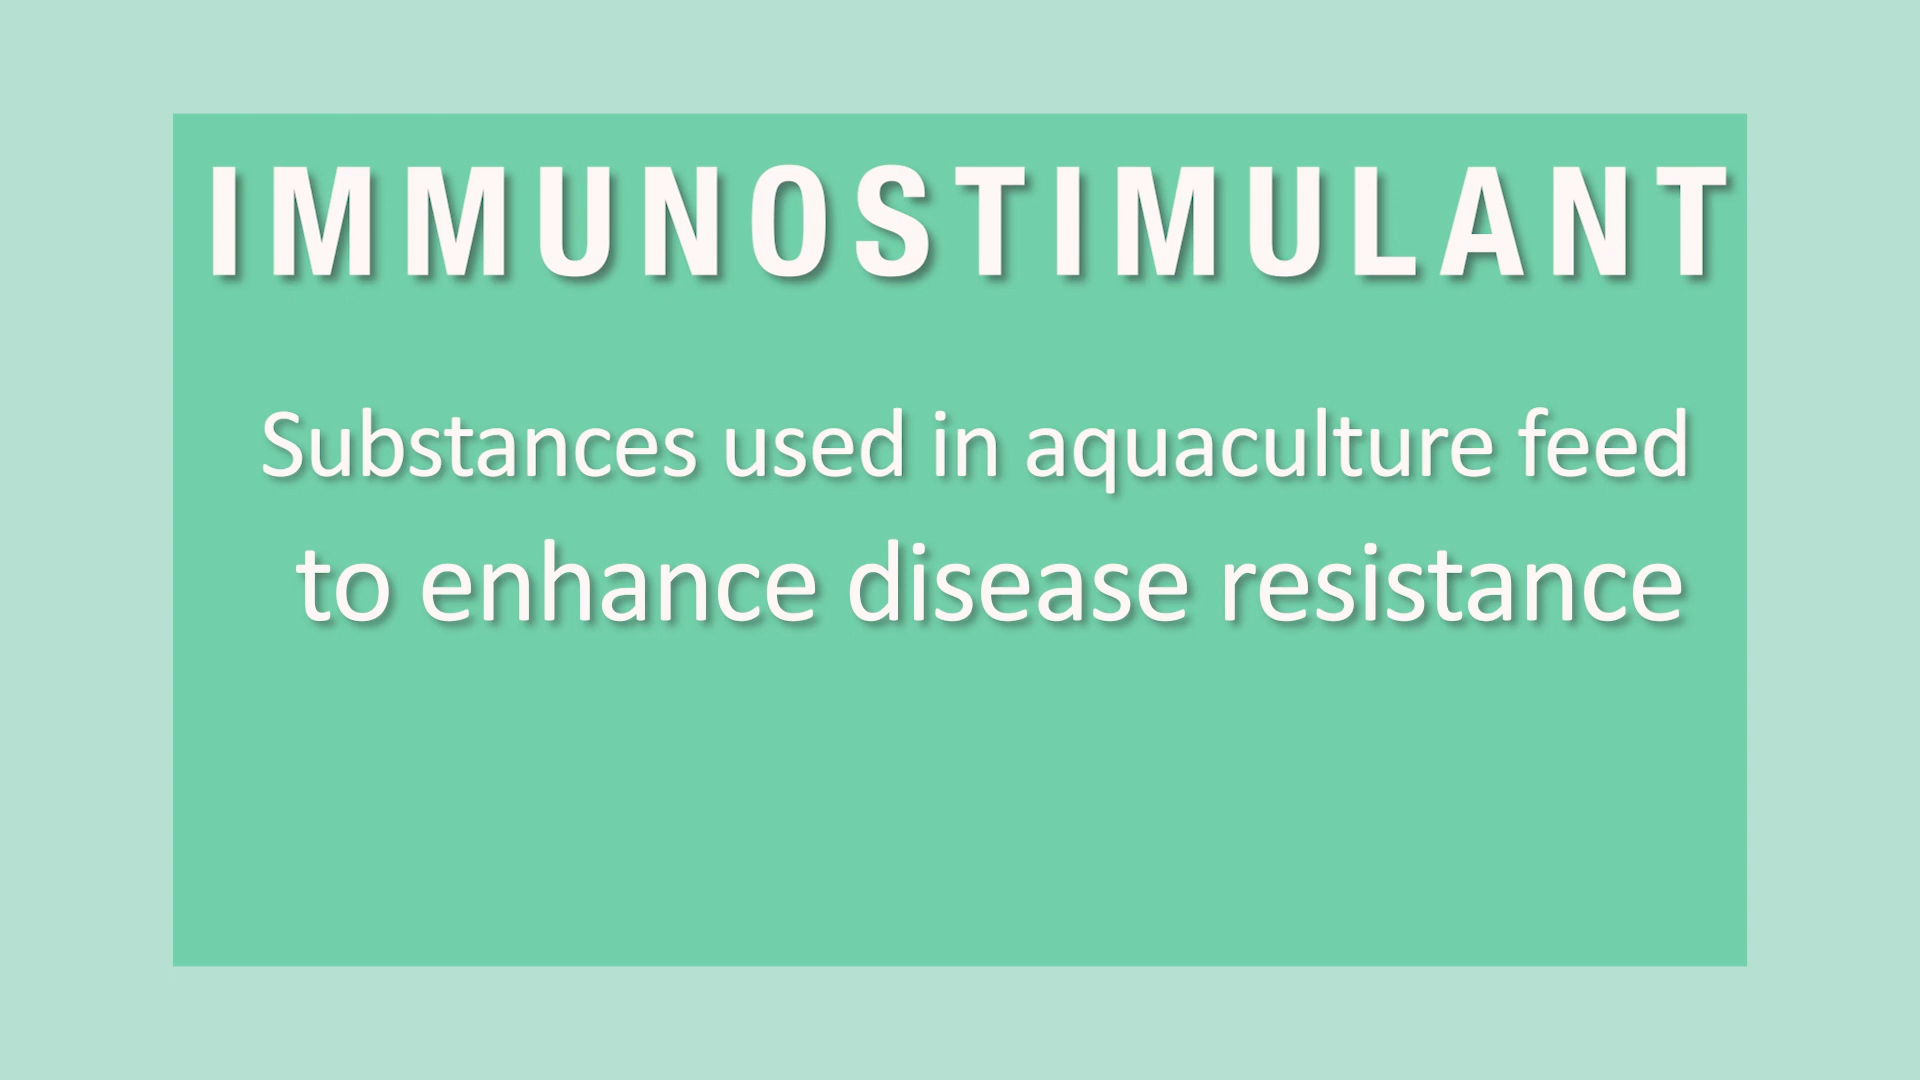 IMMUNOSTIMULANT
Substances used in aquaculture feed
to enhance disease resistance